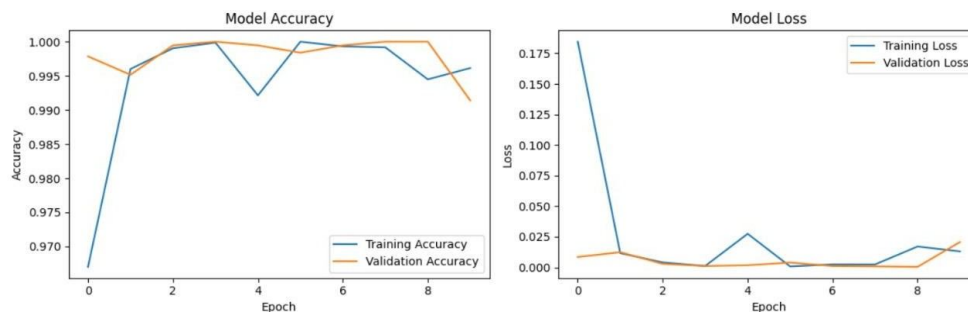 Model Accuracy
1.000
0.995
0.990
0.985
0.980
0.975
0.970
Accuracy
Training Accuracy
Validation Accuracy
0 2 4 6 8
Epoch
Model Loss
Training Loss
Validation Loss
0.175
0.150
0.125
0.100
0.075
0.050
0.025
0.000
Loss
0 2 4 6 8
Epoch